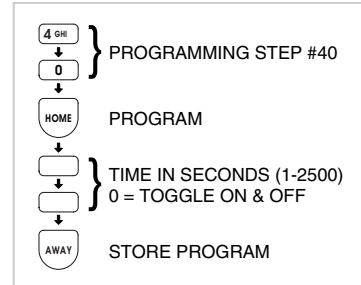 4 GHI
0
PROGRAMMING STEP #40
HOME
PROGRAM
TIME IN SECONDS (1-2500)
0 = TOGGLE ON & OFF
AWAY
STORE PROGRAM